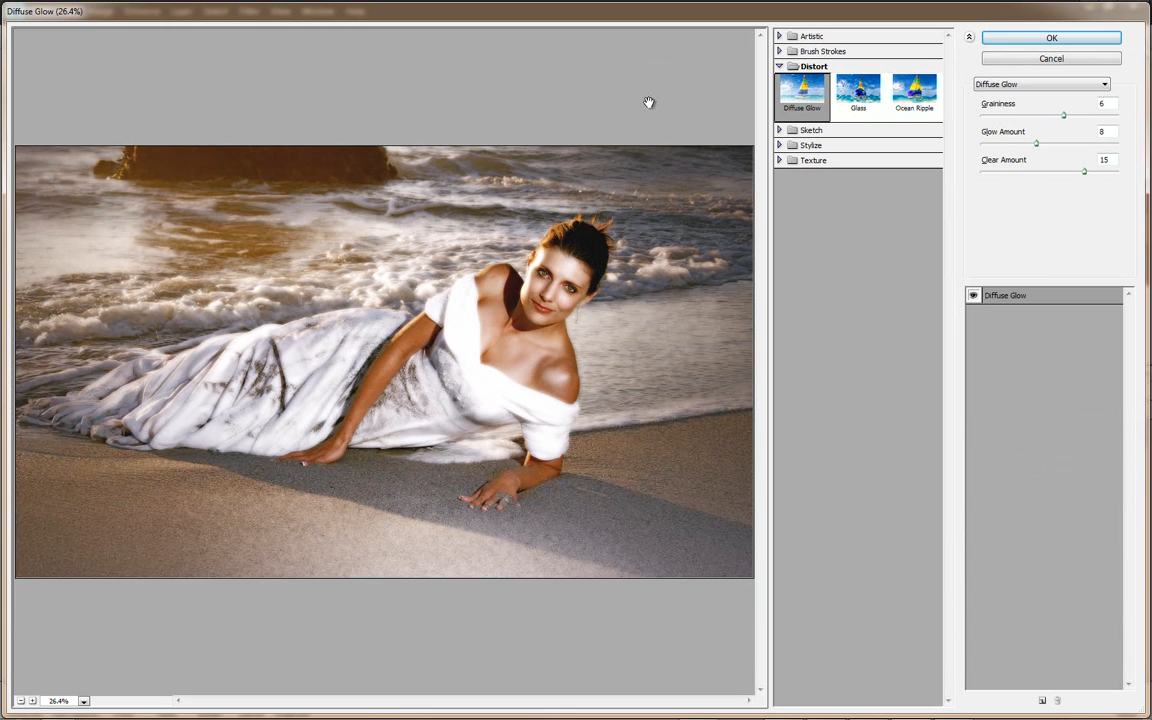 Diffuse Glow (26.4%)
Artistic
Brush Strokes
Distort
Diffuse Glow
Glass
Ocean Ripple
Sketch
Stylize
Texture
OK
Cancel
Diffuse Glow
Graininess 6
Glow Amount 8
Clear Amount 15
Diffuse Glow
26.4%